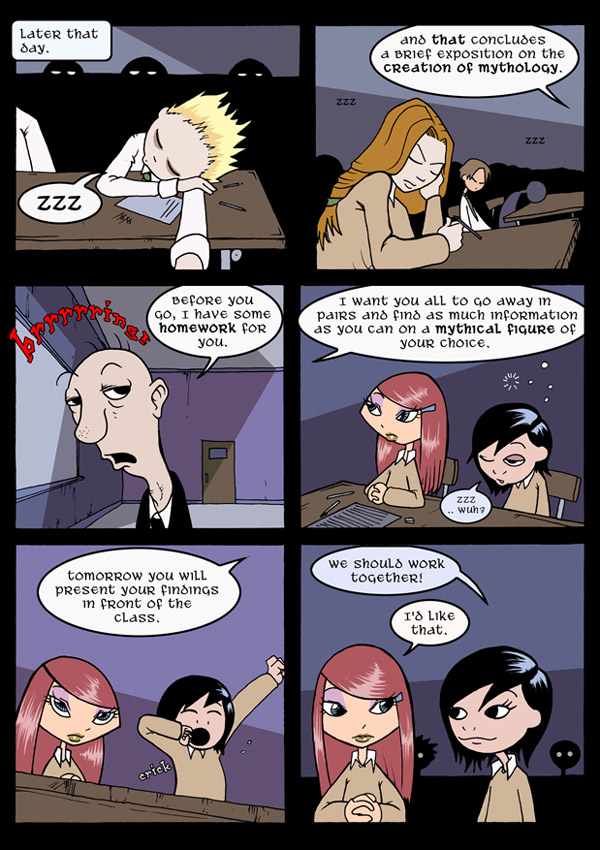 Later that
day.
zzz
and that concludes
a brief exposition on the
creation of mythology.
zzz
zzz
brrrrring!
Before you
go, I have some
homework for
you.
I want you all to go away in
pairs and find as much information
as you can on a mythical figure of
your choice.
zzz
.. wuh?
tomorrow you will
present your findings
in front of the
class.
crick
we should work
together!
I'd like
that.